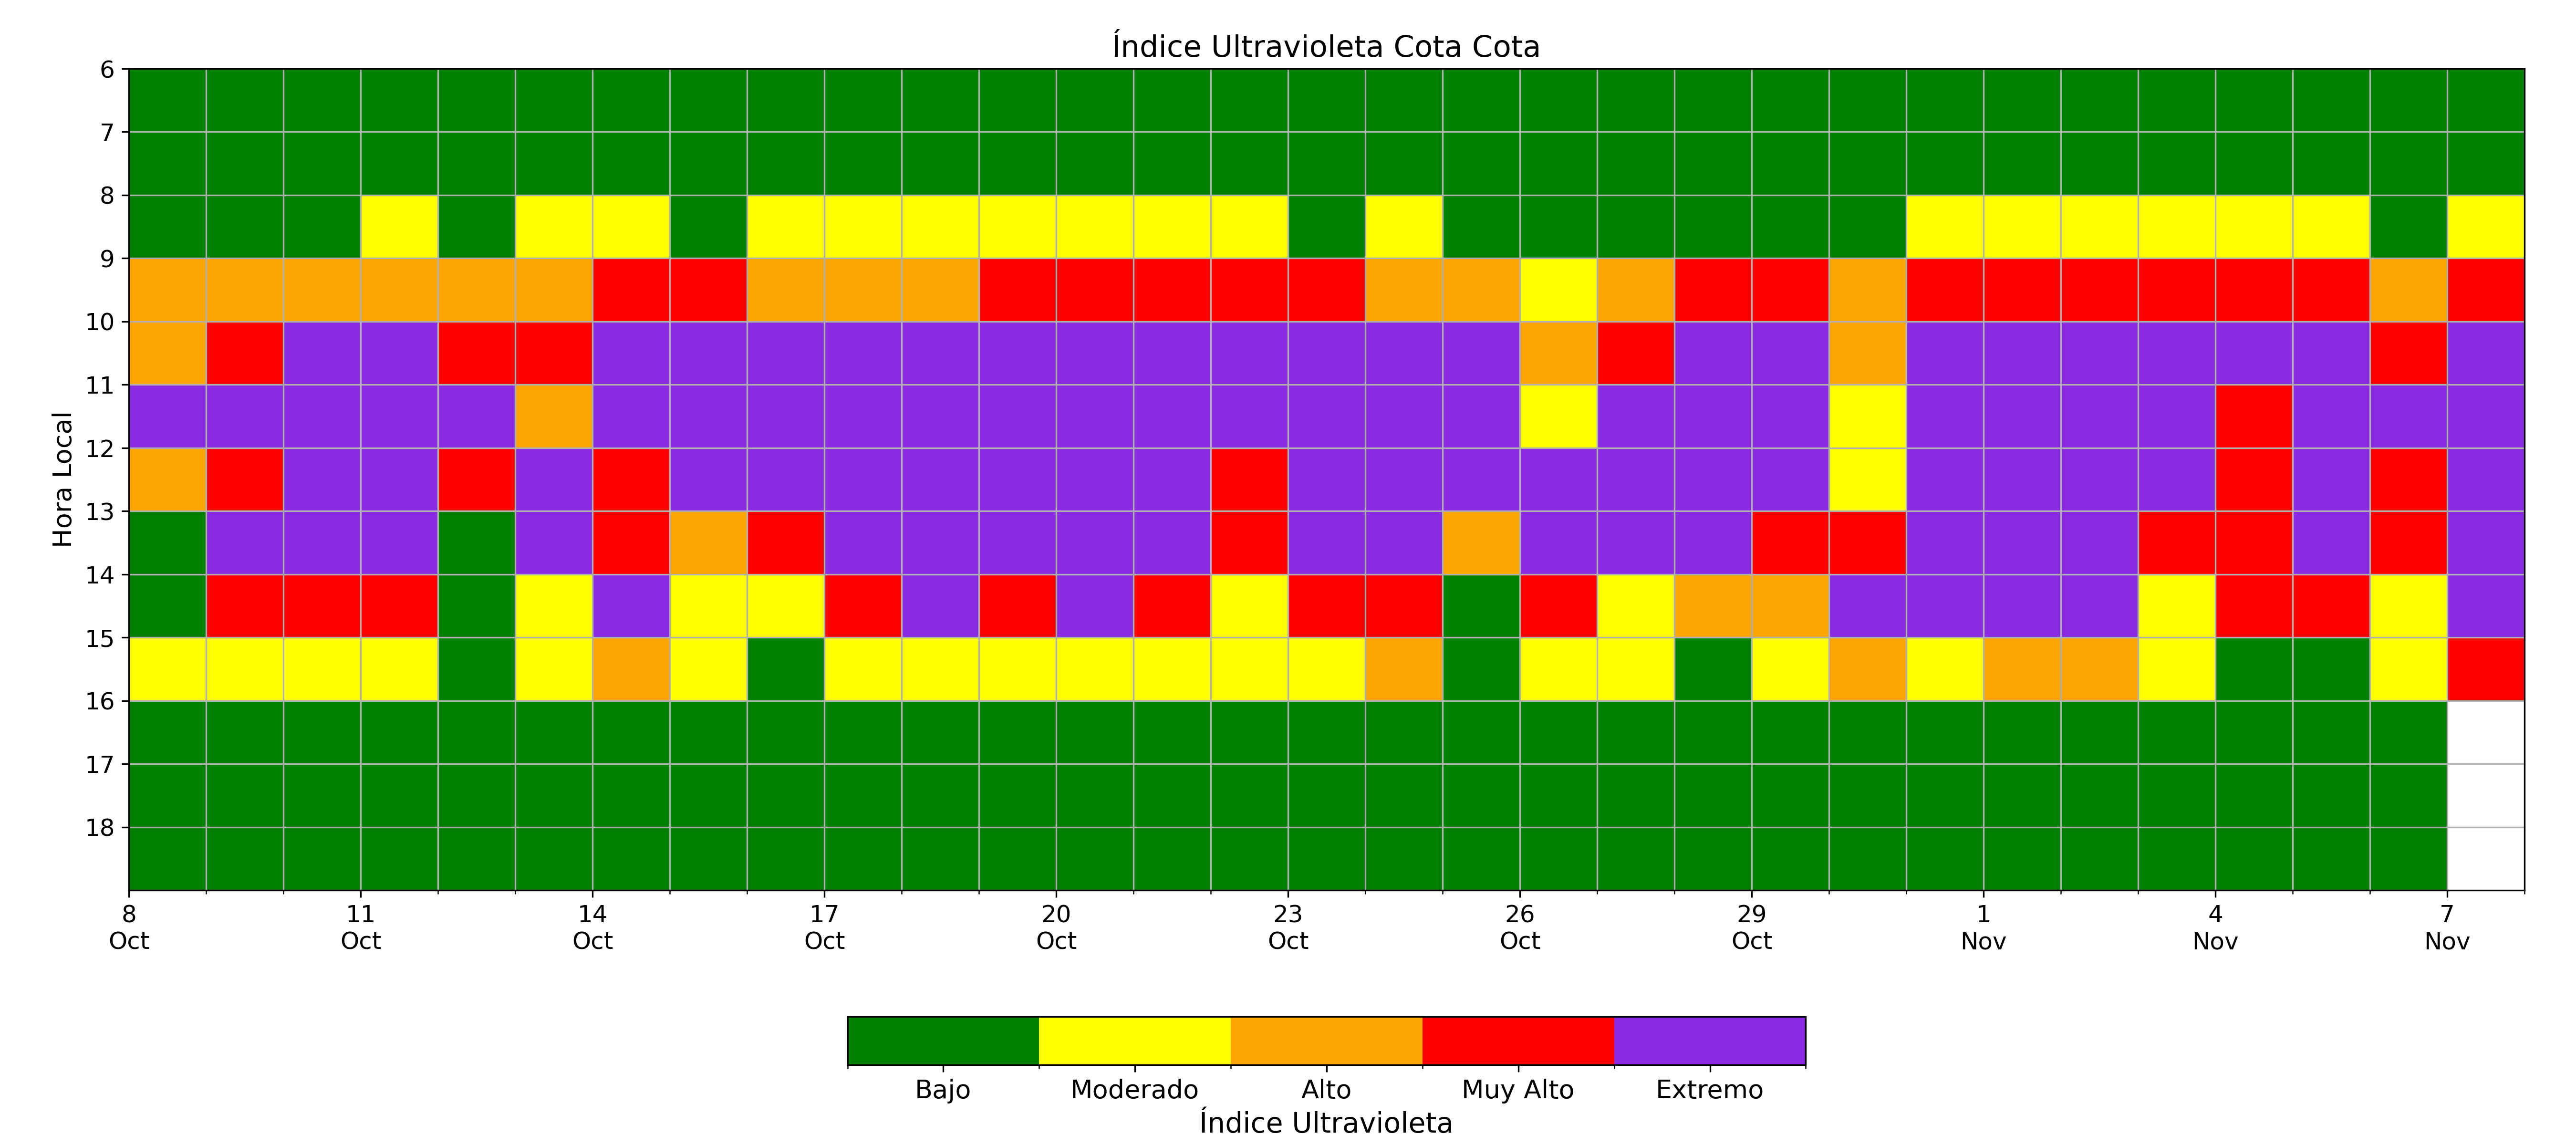 Índice Ultravioleta Cota Cota
Hora Local
6
7
8
9
10
11
12
13
14
15
16
17
18
8 11 14 17 20 23 26 29 1 4 7
Oct Oct Oct Oct Oct Oct Oct Oct Nov Nov Nov
Bajo Moderado Alto Muy Alto Extremo
Índice Ultravioleta